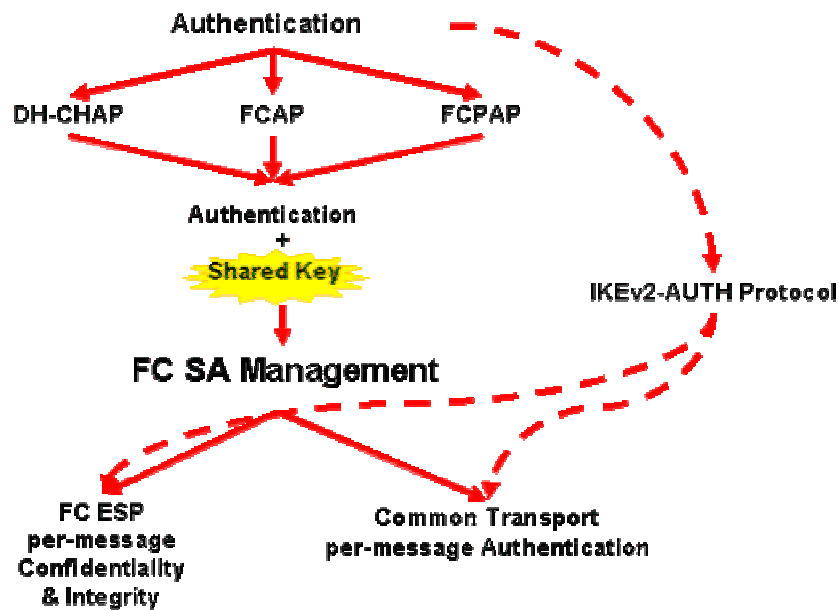 Authentication
DH-CHAP
FCAP
FCPAP
Authentication
+
Shared Key
IKEv2-AUTH Protocol
FC SA Management
FC ESP
per-message
Confidentiality
& Integrity
Common Transport
per-message Authentication